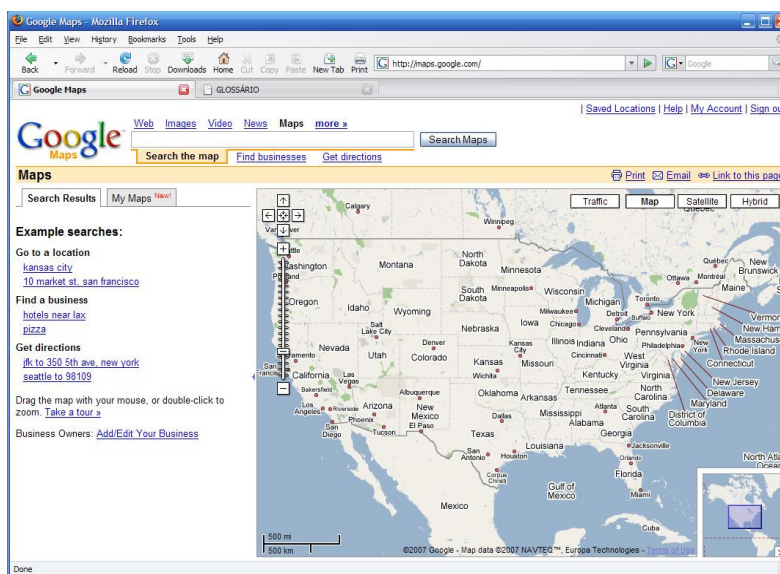 Google Maps - Mozilla Firefox
File Edit View History Bookmarks Tools Help
Back Forward Reload Stop Downloads Home Cut Copy Paste New Tab Print http://maps.google.com/ Google
Google Maps GLOSSÁRIO
| Saved Locations | Help | My Account | Sign
Google Maps
Web Images Video News Maps more »
Search Maps
Search the map Find businesses Get directions
Maps
Print Email Link to this page
Search Results My Maps New!
Traffic Map Satellite Hybrid
Example searches:
Go to a location
kansas city
10 market st, san francisco
Find a business
hotels near lax
pizza
Get directions
jfk to 350 5th ave, new york
seattle to 98109
Drag the map with your mouse, or double-click to
zoom. Take a tour »
Business Owners: Add/Edit Your Business
Calgary
Winnipeg
Quebec
Washington Montana North Dakota Minnesota Ottawa Montréal Québec New Brunswick
Maine
South Dakota Minneapolis Wisconsin Michigan Toronto
Oregon Idaho Wyoming Milwaukee Detroit Buffalo New York
Salt Lake City Nebraska Iowa Chicago Cleveland Pennsylvania
Rhode Island
Connecticut
Nevada Utah Denver Colorado Kansas City Illinois Indiana Ohio Philadelphia New York
California Las Vegas Kansas Missouri Cincinnati West Virginia
Wichita Kentucky Virginia New Jersey
Delaware
Maryland
District of Columbia
Bakersfield Albuquerque Oklahoma Arkansas Tennessee North Carolina
Los Angeles Riverside Arizona New Mexico Dallas Mississippi Atlanta South Carolina
Phoenix Alabama
San Diego Tucson El Paso Texas Georgia
Louisiana Jacksonville
San Antonio Houston Orlando
Florida
Corpus Christi Gulf of Mexico Miami
Mexico
Cuba
500 mi
500 km
©2007 Google - Map data ©2007 NAVTEQ™, Europa Technologies - Terms of Use
Done